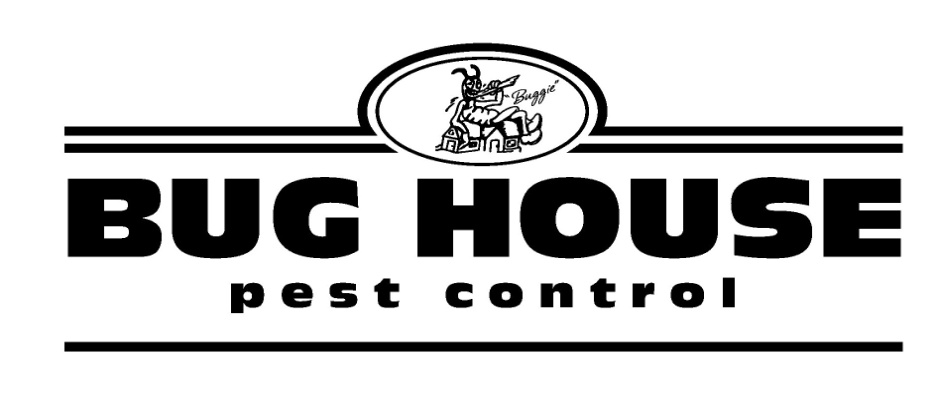 "Buggie"
BUG HOUSE
pest control